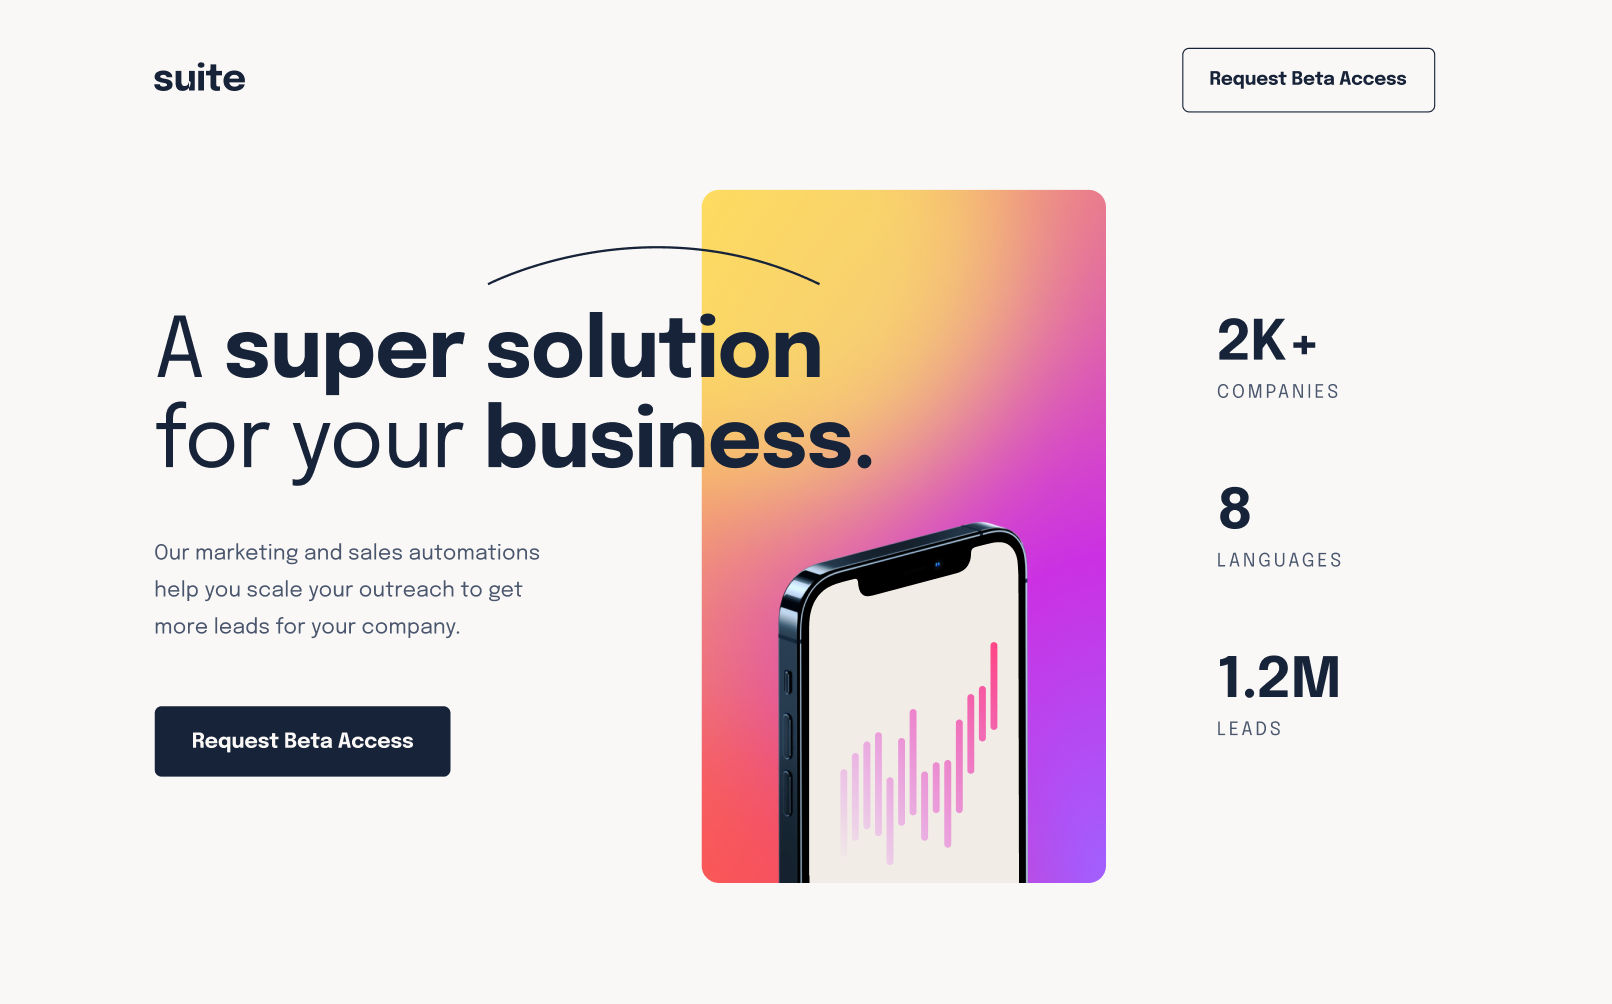 suite
Request Beta Access
A super solution
for your business.
Our marketing and sales automations
help you scale your outreach to get
more leads for your company.
Request Beta Access
2K+
COMPANIES
8
LANGUAGES
1.2M
LEADS